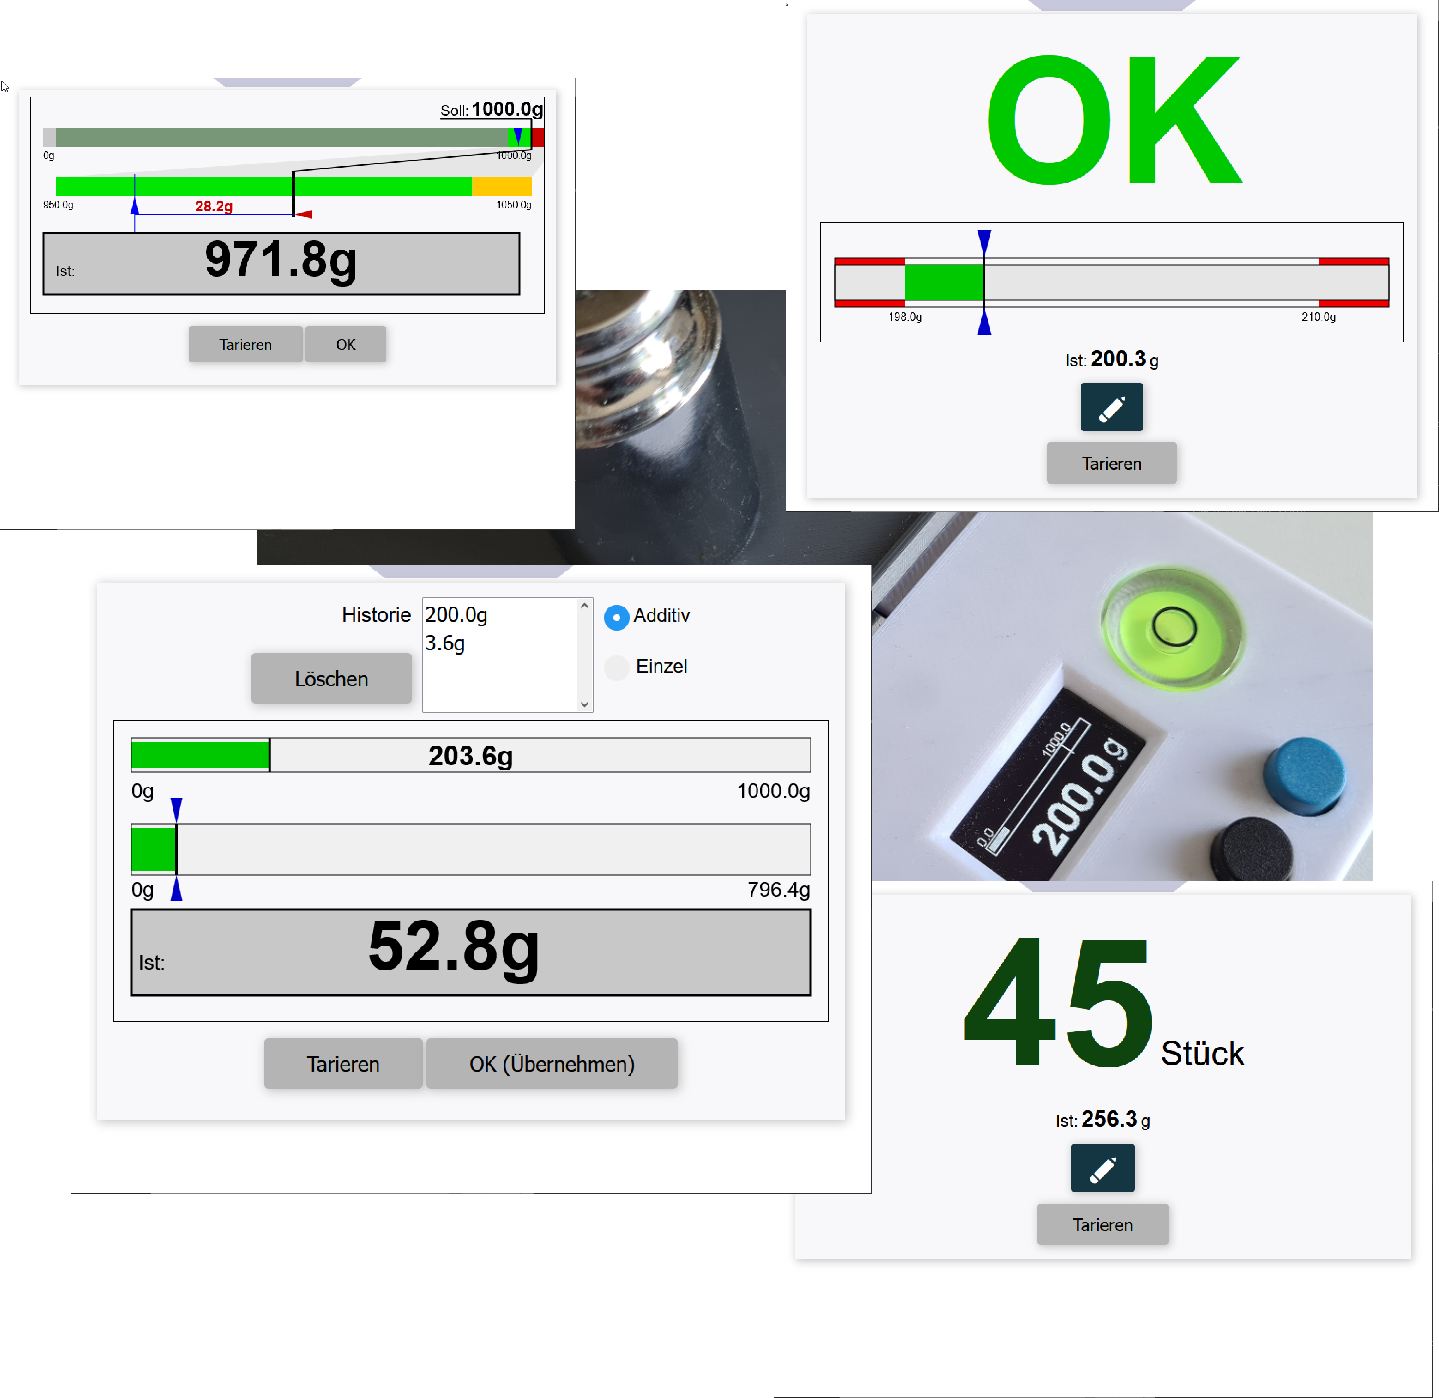 Soll: 1000.0g
0g
1000.0g
950.0g
1050.0g
28.2g
Ist:
971.8g
Tarieren
OK
OK
198.0g
210.0g
Ist: 200.3 g
Tarieren
Historie
200.0g
3.6g
Additiv
Einzel
Löschen
203.6g
0g
1000.0g
0g
796.4g
Ist:
52.8g
Tarieren
OK (Übernehmen)
0.0
1000.0
200.0g
45 Stück
Ist: 256.3 g
Tarieren